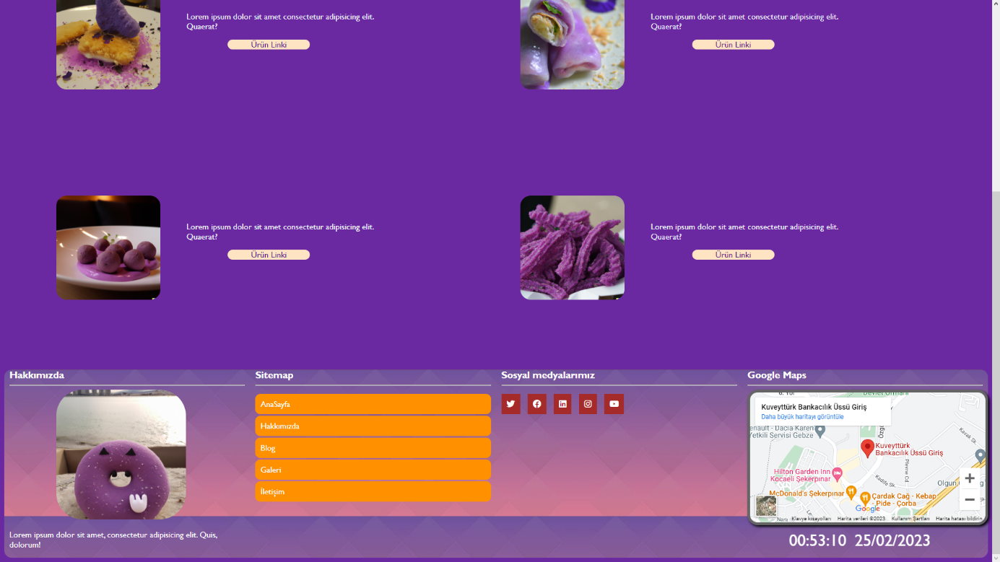 Lorem ipsum dolor sit amet consectetur adipisicing elit.
Quaerat?
Ürün Linki
Lorem ipsum dolor sit amet consectetur adipisicing elit.
Quaerat?
Ürün Linki
Lorem ipsum dolor sit amet consectetur adipisicing elit.
Quaerat?
Ürün Linki
Lorem ipsum dolor sit amet consectetur adipisicing elit.
Quaerat?
Ürün Linki
Hakkımızda
Lorem ipsum dolor sit amet, consectetur adipisicing elit. Quis,
dolorum!
Sitemap
AnaSayfa
Hakkımızda
Blog
Galeri
İletişim
Sosyal medyalarımız
Google Maps
Devlet Ormanı
Kuveyttürk Bankacılık Üssü Giriş
Daha büyük haritayı görüntüle
enault - Dacia Karen
Yetkili Servisi Gebze
Kavak Sk.
Kuveyttürk
Bankacılık Üssü Giriş
Plevne Cd.
Hilton Garden Inn
Kocaeli Şekerpınar
Kadife Sk.
Olgun
McDonald's Şekerpınar
Çardak Cağ - Kebap
- Pide - Çorba
Google
Klavye kısayolları Harita verileri ©2023 Kullanım Şartları Harita hatası bildirin
00:53:10 25/02/2023